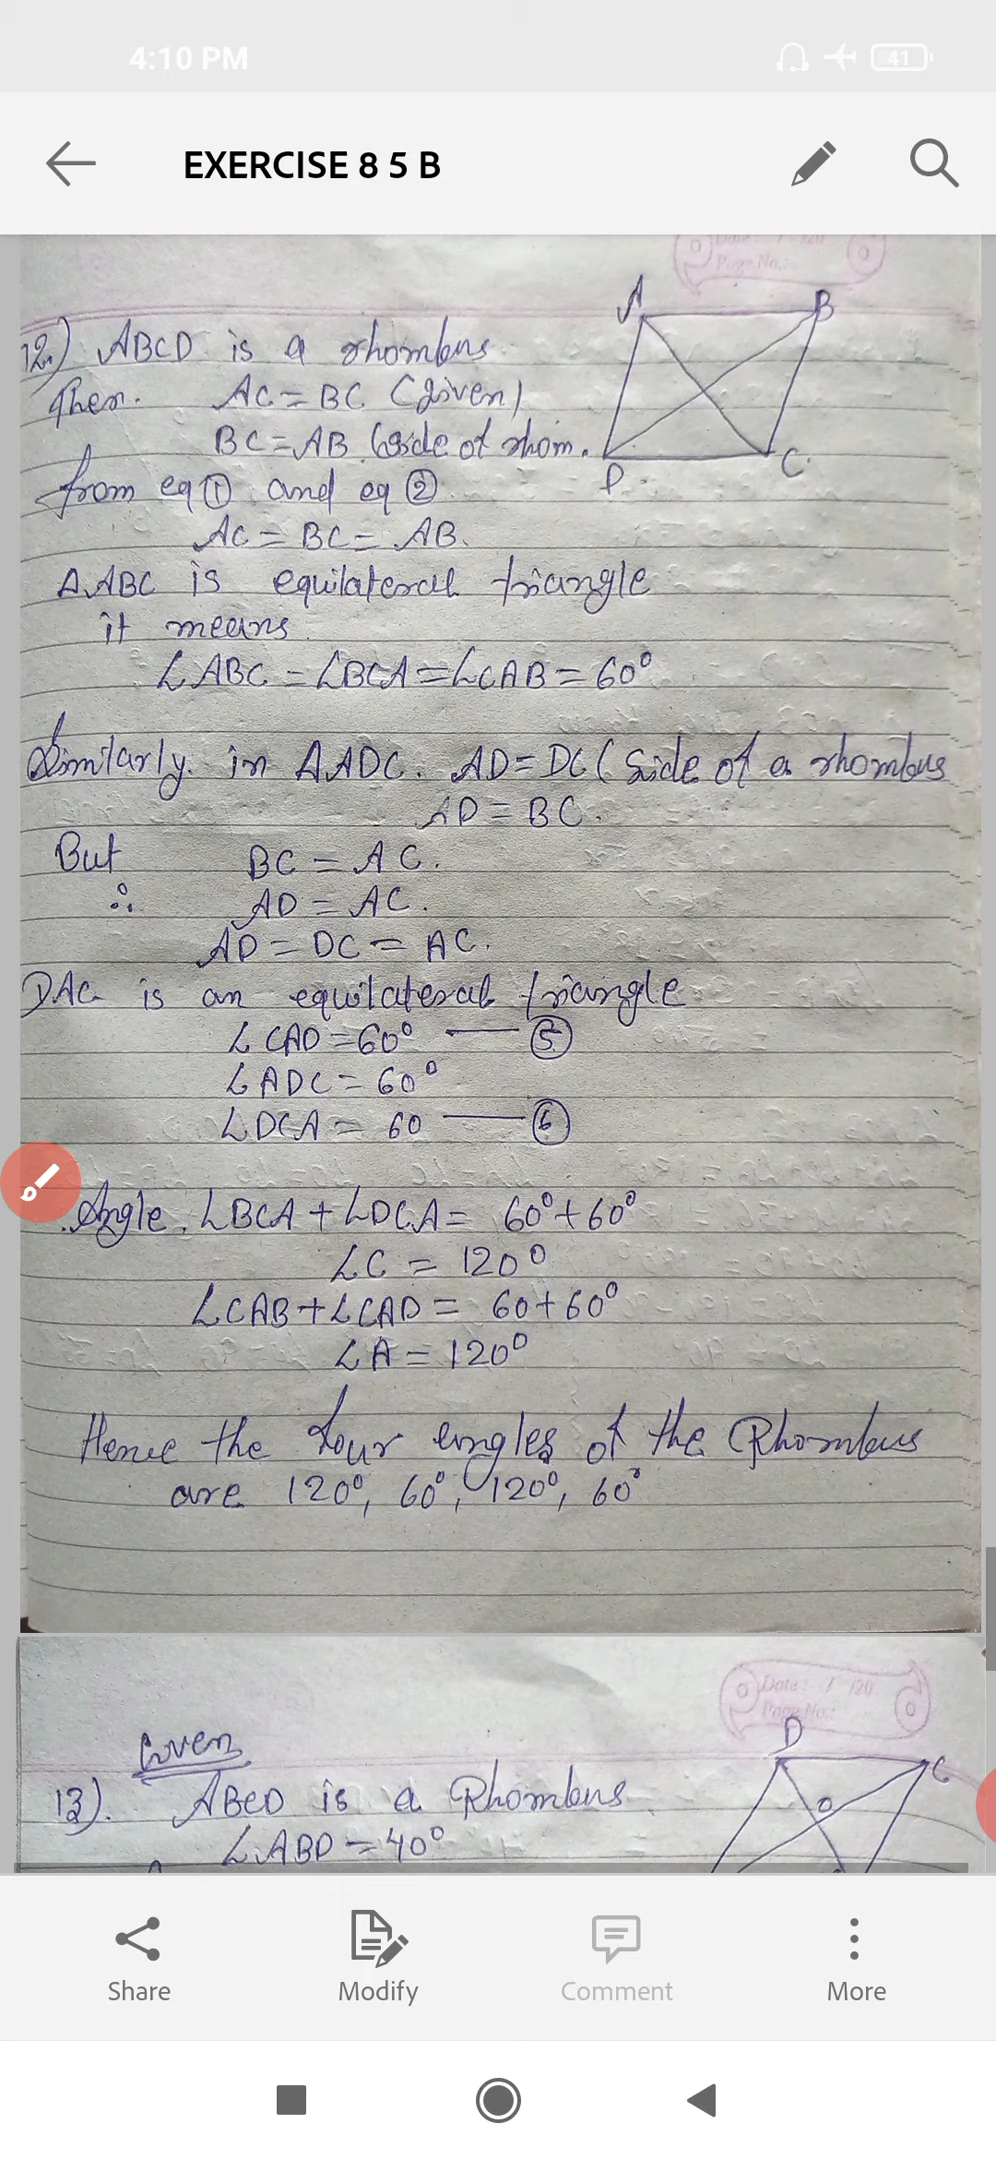 4:10 PM
41
EXERCISE 8 5 B
Page No.:
A
B
12.) ABCD is a rhombus
Then. AC = BC (given)
BC = AB (side of rhom.
D
C
from eq ① and eq ②
AC = BC = AB.
ΔABC is equilateral triangle
it means
∠ABC = ∠BCA = ∠CAB = 60°
Similarly. in ΔADC. AD = DC ( Side of a rhombus
AD = BC.
But BC = AC.
∴ AD = AC.
AD = DC = AC.
DAC is an equilateral triangle
∠CAD = 60° —— ⑤
∠ADC = 60°
∠DCA = 60 —— ⑥
Angle. ∠BCA + ∠DCA = 60° + 60°
∠C = 120°
∠CAB + ∠CAD = 60 + 60°
∠A = 120°
Hence the four angles of the Rhombus
are 120°, 60°, 120°, 60°
Date: / /20
Page No.:
D
C
O
Given
13). ABCD is a Rhombus
∠ABD = 40°
Share
Modify
Comment
More